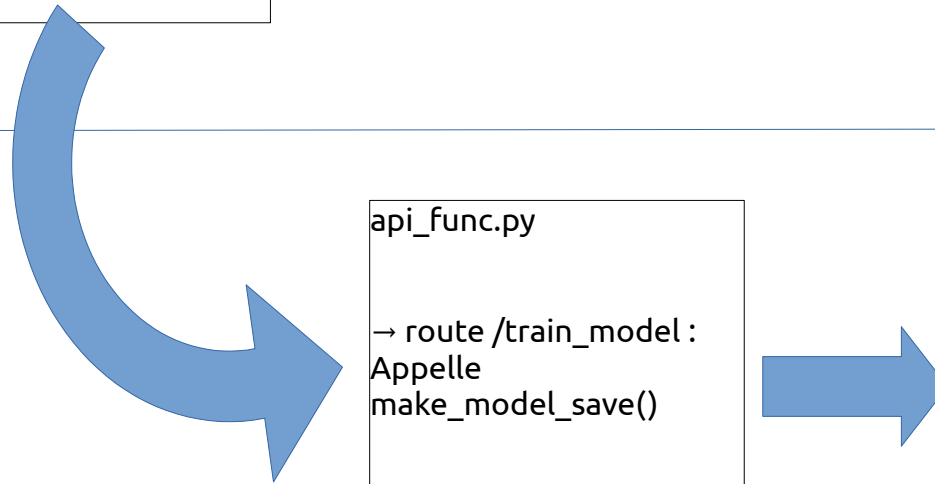 api_func.py
→ route /train_model :
Appelle
make_model_save()